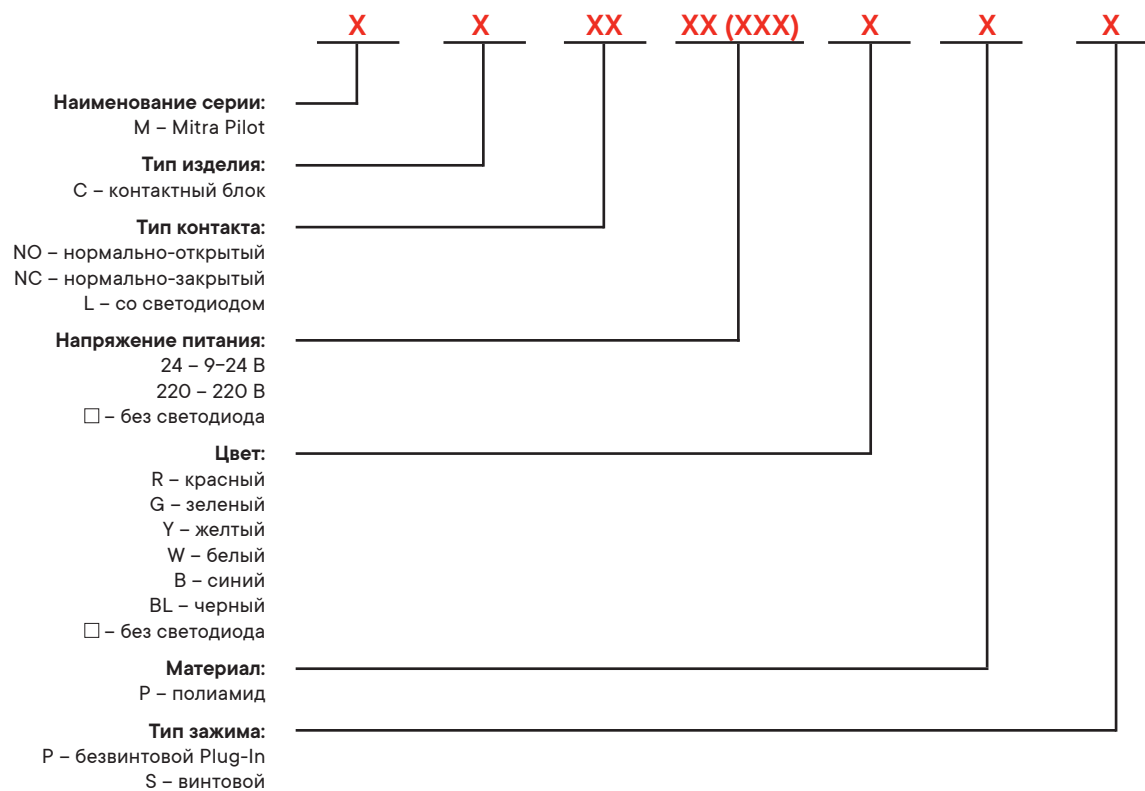 X X XX XX (XXX) X X X
Наименование серии:
M – Mitra Pilot
Тип изделия:
C – контактный блок
Тип контакта:
NO – нормально-открытый
NC – нормально-закрытый
L – со светодиодом
Напряжение питания:
24 – 9–24 В
220 – 220 В
□ – без светодиода
Цвет:
R – красный
G – зеленый
Y – желтый
W – белый
B – синий
BL – черный
□ – без светодиода
Материал:
P – полиамид
Тип зажима:
P – безвинтовой Plug-In
S – винтовой